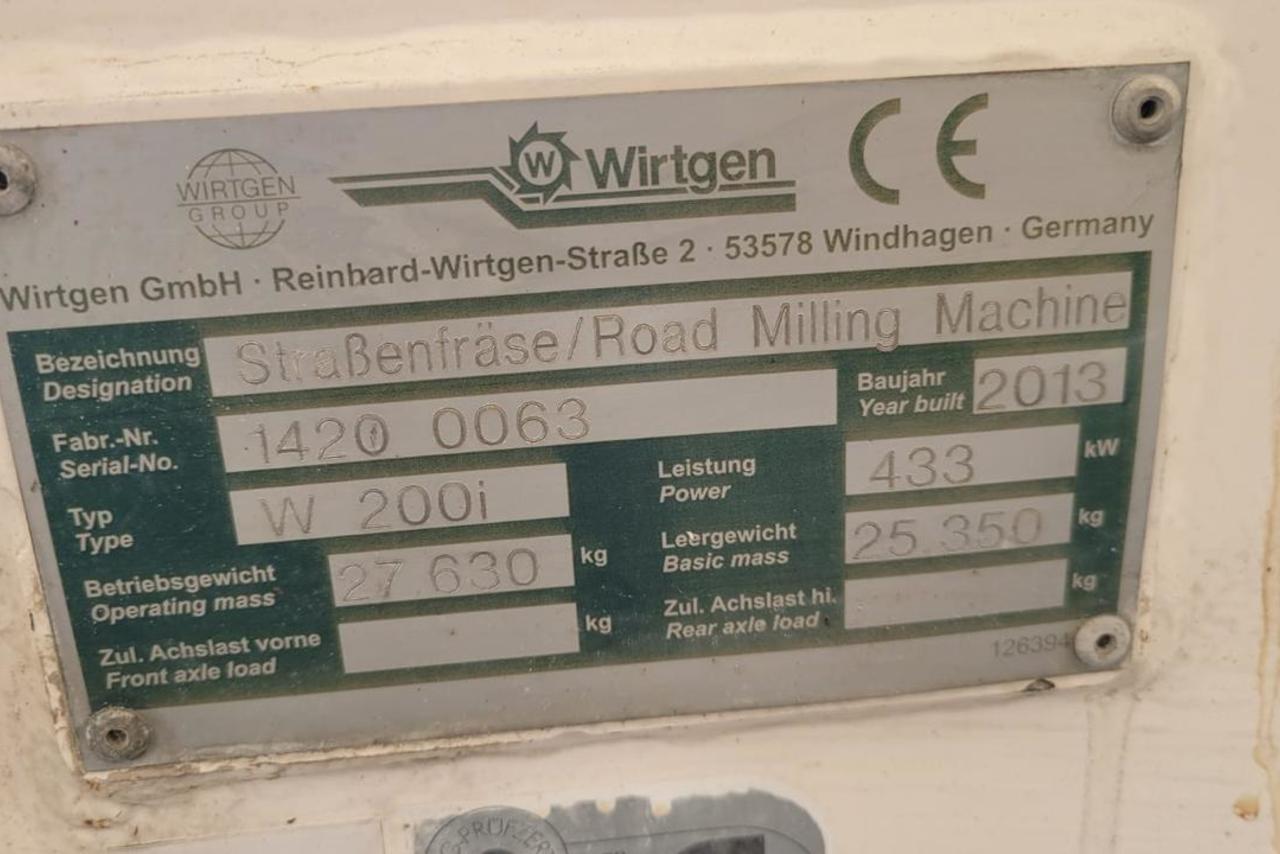 WIRTGEN
GROUP
W Wirtgen CE
Wirtgen GmbH · Reinhard-Wirtgen-Straße 2 · 53578 Windhagen · Germany
Bezeichnung
Designation
Straßenfräse/Road Milling Machine
Fabr.-Nr.
Serial-No.
1420 0063
Baujahr
Year built
2013
Typ
Type
W 200i
Leistung
Power
433 kW
Betriebsgewicht
Operating mass
27 630 kg
Leergewicht
Basic mass
25 350 kg
Zul. Achslast vorne
Front axle load
kg
Zul. Achslast hi.
Rear axle load
kg